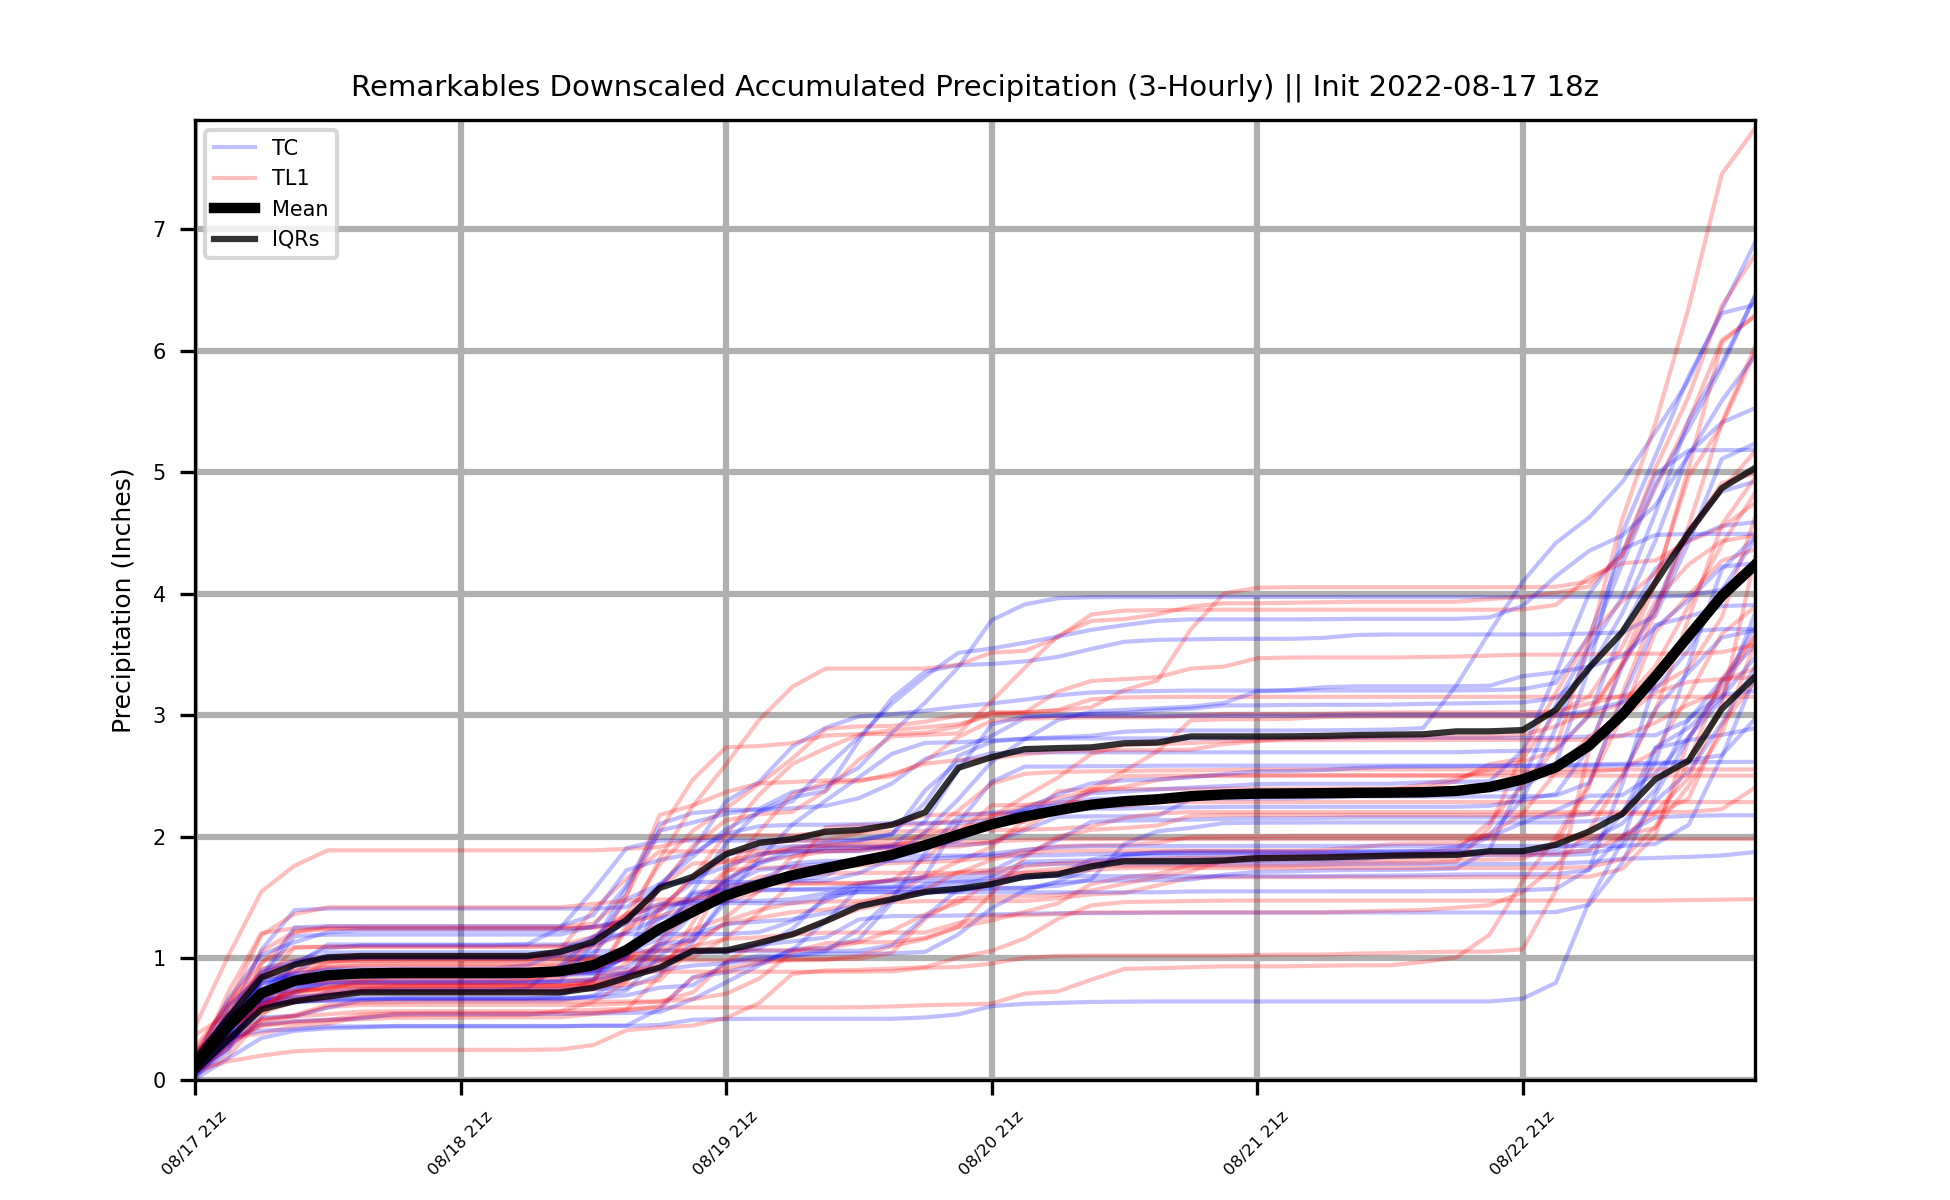 Remarkables Downscaled Accumulated Precipitation (3-Hourly) || Init 2022-08-17 18z
TC
TL1
Mean
IQRs
Precipitation (Inches)
7
6
5
4
3
2
1
0
08/17 21z
08/18 21z
08/19 21z
08/20 21z
08/21 21z
08/22 21z